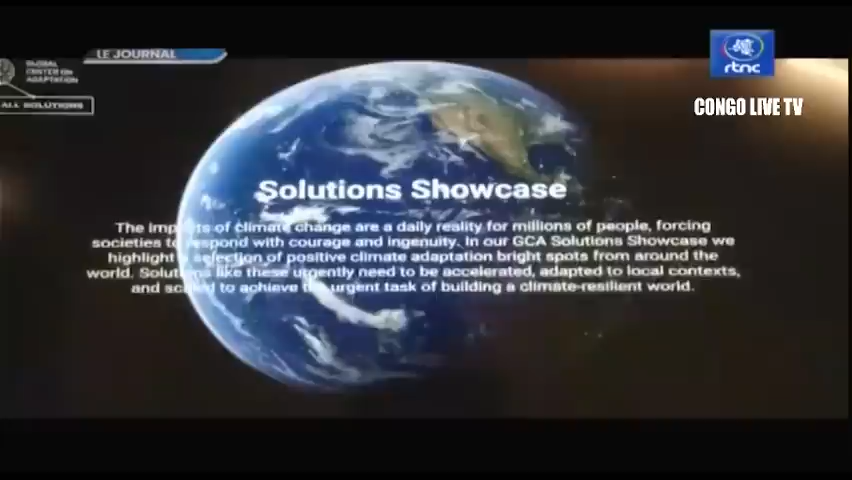 LE JOURNAL
rtnc
GLOBAL
CENTER ON
ADAPTATION
ALL SOLUTIONS
CONGO LIVE TV
Solutions Showcase
The impacts of climate change are a daily reality for millions of people, forcing
societies to respond with courage and ingenuity. In our GCA Solutions Showcase we
highlight a selection of positive climate adaptation bright spots from around the
world. Solutions like these urgently need to be accelerated, adapted to local contexts,
and scaled to achieve the urgent task of building a climate-resilient world.